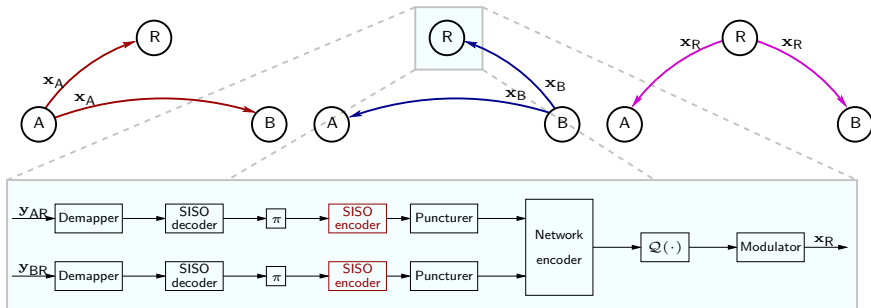 R
R
R
x_A
x_B
x_R
x_R
x_A
x_B
A
B
A
B
A
B
y_AR
Demapper
SISO
decoder
π
SISO
encoder
Puncturer
Network
encoder
Q(·)
Modulator
x_R
y_BR
Demapper
SISO
decoder
π
SISO
encoder
Puncturer